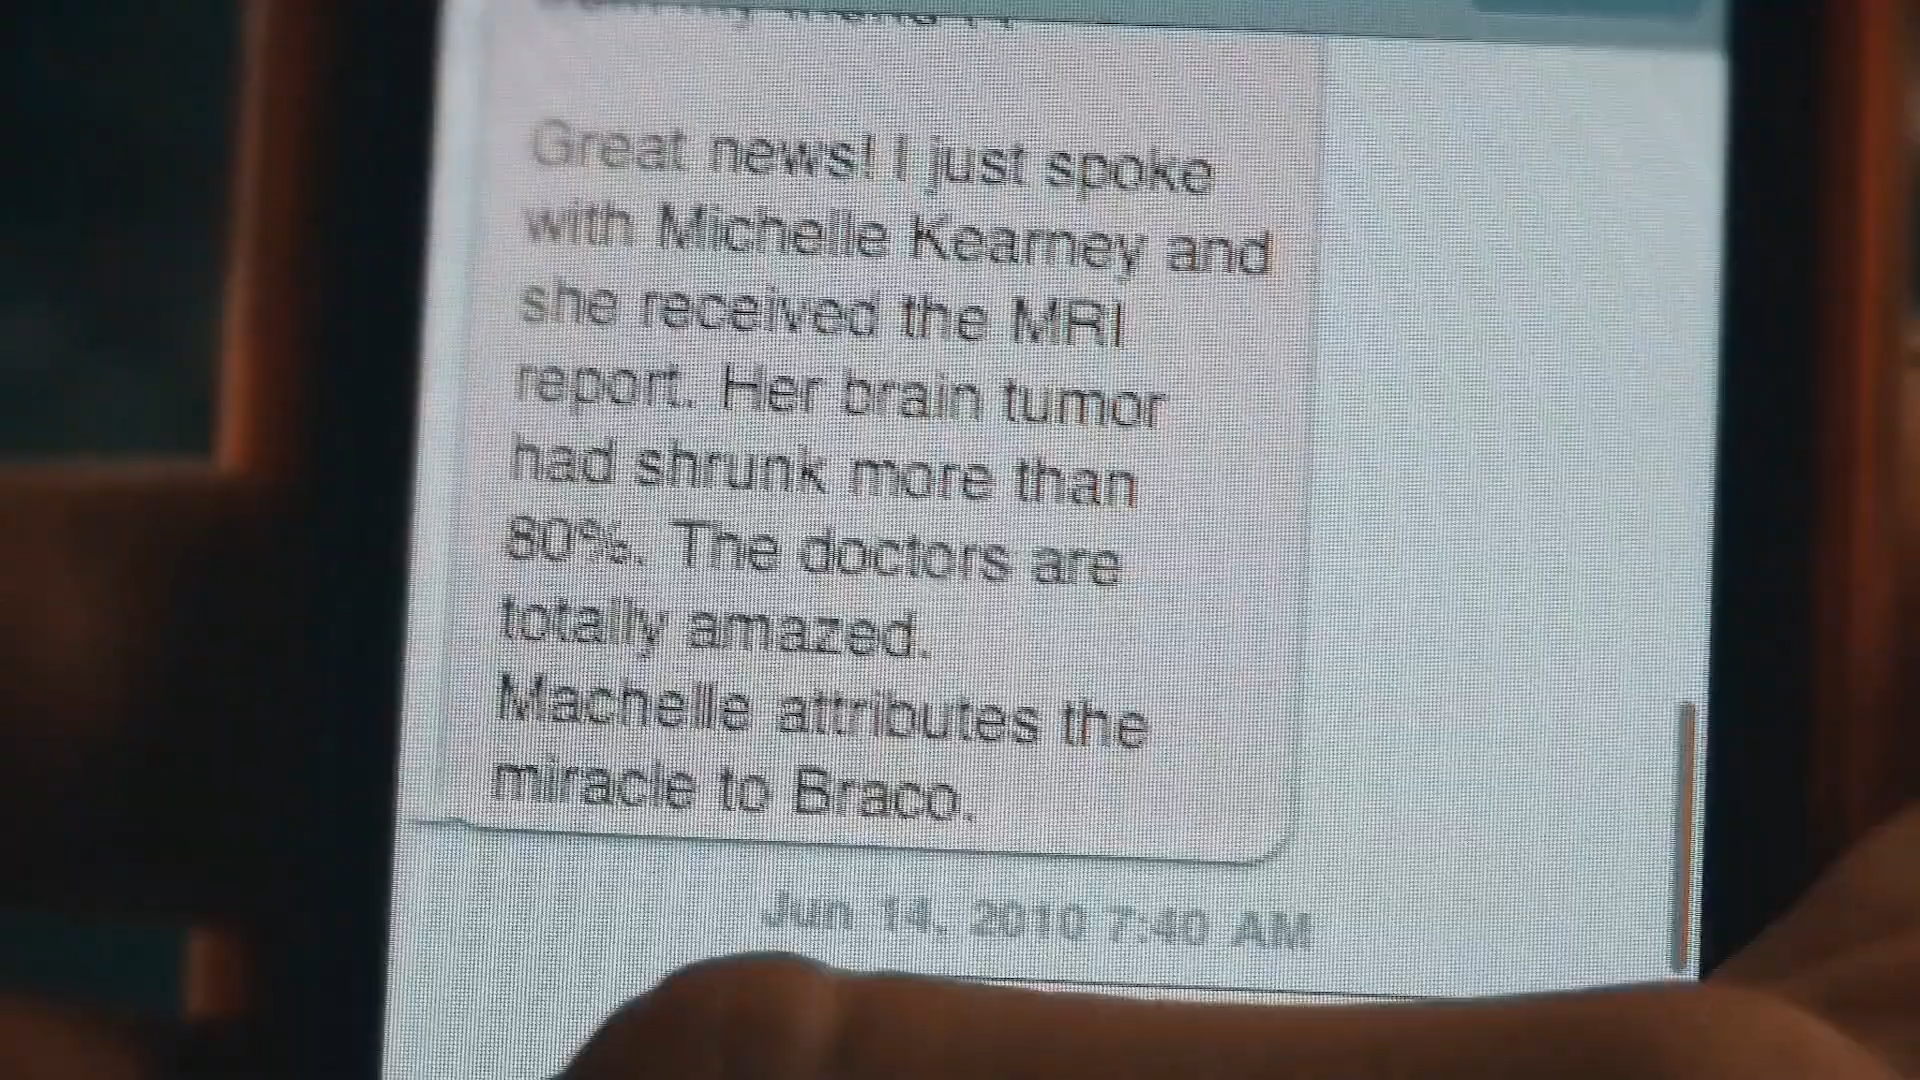 Great news! I just spoke
with Michelle Kearney and
she received the MRI
report. Her brain tumor
had shrunk more than
80%. The doctors are
totally amazed.
Machelle attributes the
miracle to Braco.
Jun 14, 2010 7:40 AM